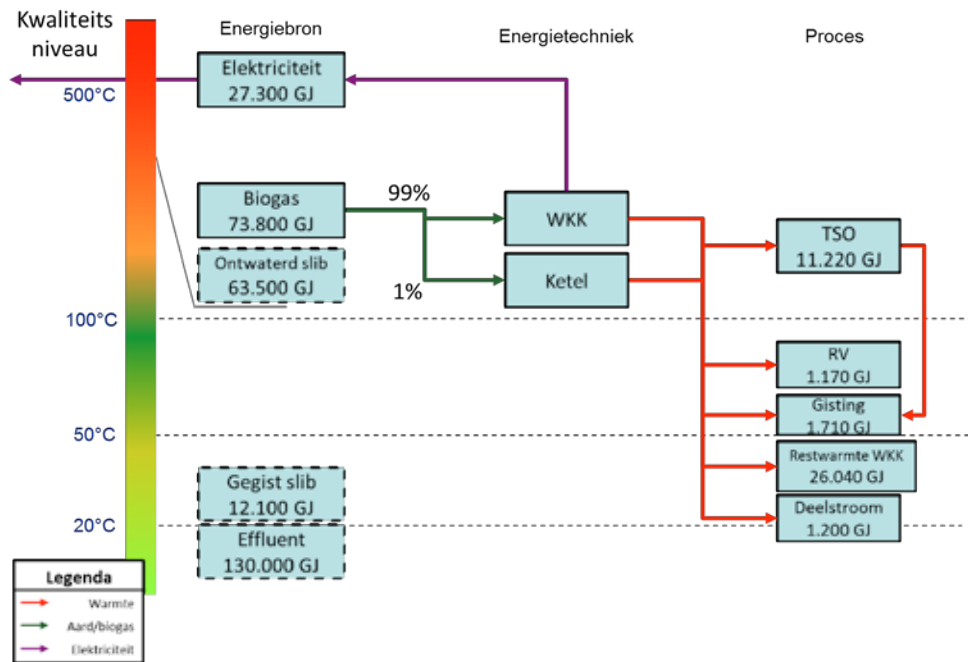 Kwaliteits
niveau
Energiebron
Energietechniek
Proces
Elektriciteit
27.300 GJ
500°C
Biogas
73.800 GJ
99%
WKK
TSO
11.220 GJ
Ontwaterd slib
63.500 GJ
1%
Ketel
100°C
RV
1.170 GJ
Gisting
1.710 GJ
50°C
Restwarmte WKK
26.040 GJ
Gegist slib
12.100 GJ
Deelstroom
1.200 GJ
20°C
Effluent
130.000 GJ
Legenda
Warmte
Aard/biogas
Elektriciteit